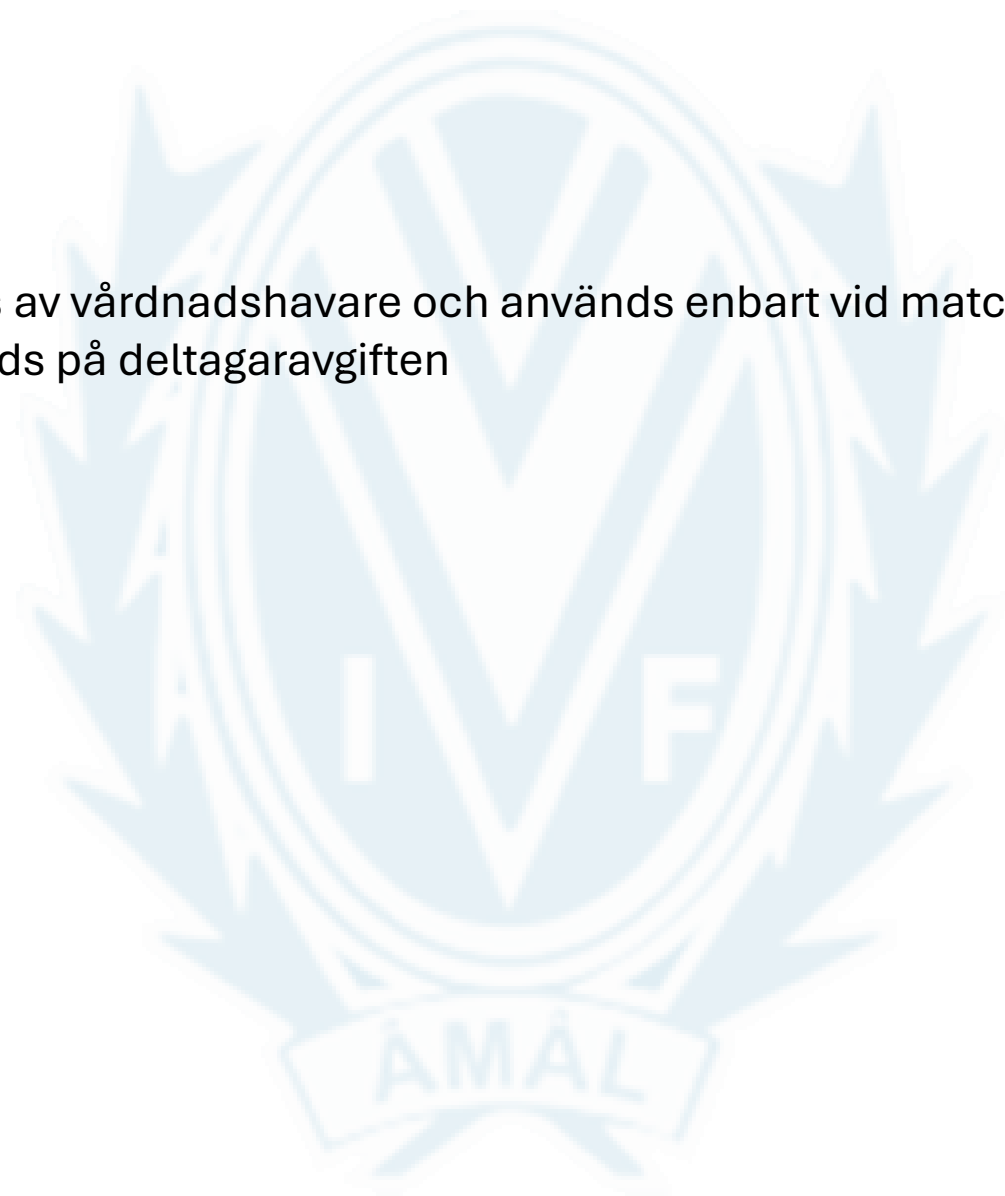 s av vårdnadshavare och används enbart vid matc
ds på deltagaravgiften
V
I F
ÅMÅL